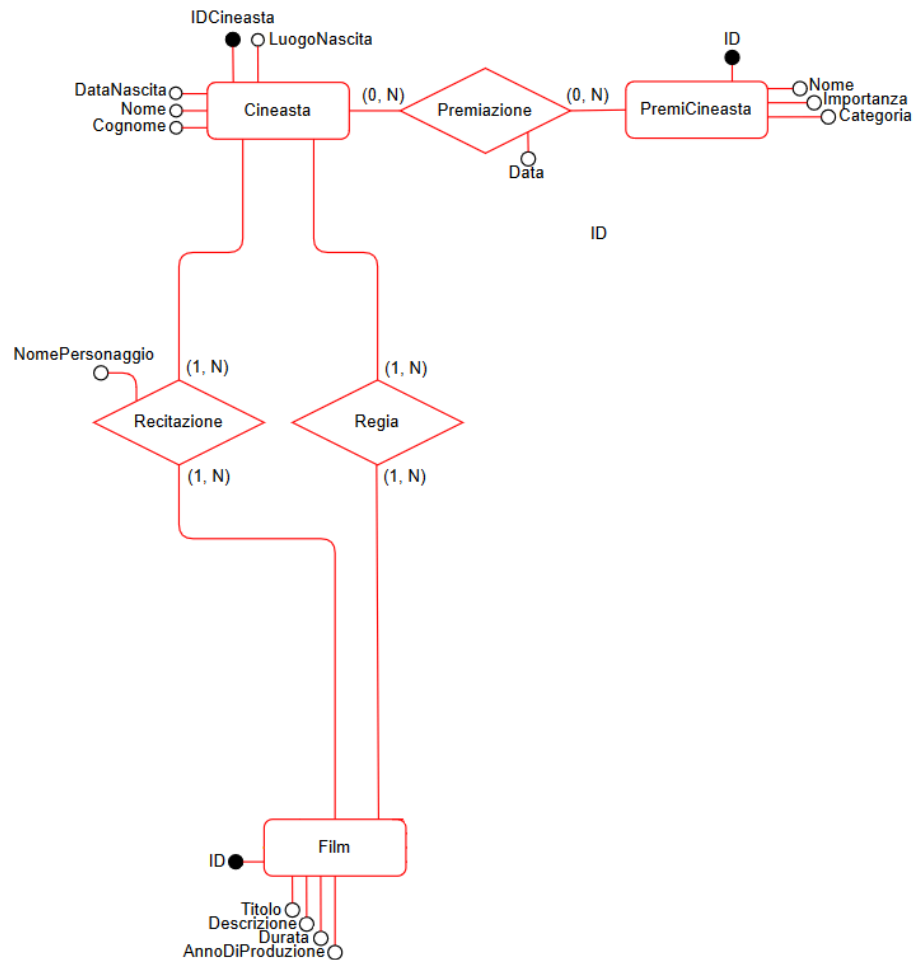 IDCineasta
LuogoNascita
ID
DataNascita
Nome
Cognome
Cineasta
(0, N)
Premiazione
(0, N)
PremiCineasta
Nome
Importanza
Categoria
Data
ID
NomePersonaggio
(1, N)
(1, N)
Recitazione
Regia
(1, N)
(1, N)
Film
ID
Titolo
Descrizione
Durata
AnnoDiProduzione